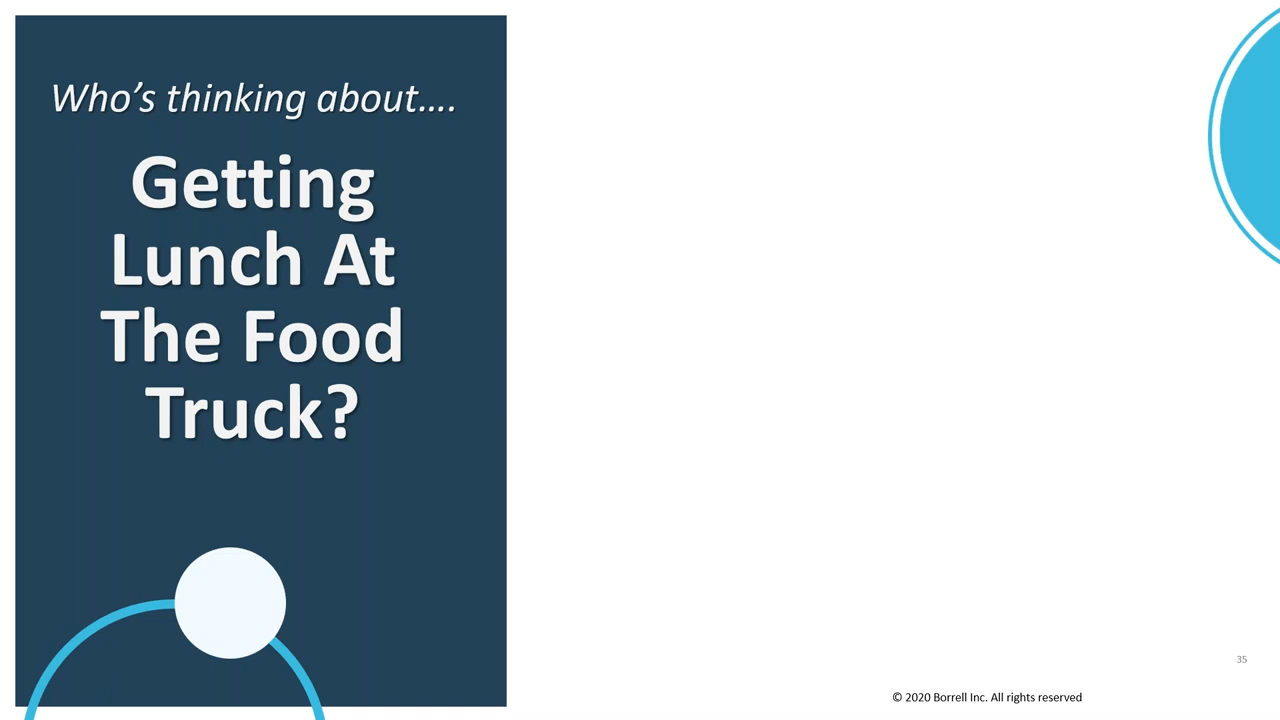 Who's thinking about....
Getting
Lunch At
The Food
Truck?
35
© 2020 Borrell Inc. All rights reserved